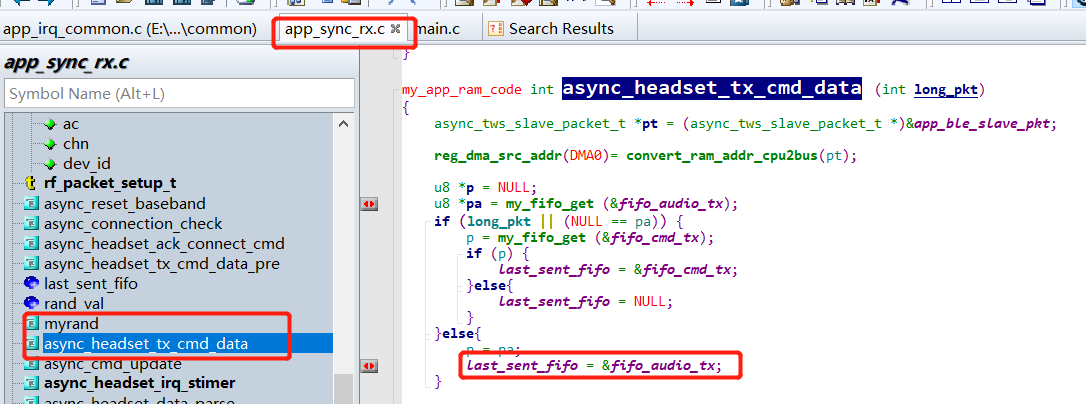 app_irq_common.c (E:\...\common)
app_sync_rx.c
main.c
Search Results
app_sync_rx.c
Symbol Name (Alt+L)
ac
chn
dev_id
rf_packet_setup_t
async_reset_baseband
async_connection_check
async_headset_ack_connect_cmd
async_headset_tx_cmd_data_pre
last_sent_fifo
rand_val
myrand
async_headset_tx_cmd_data
async_cmd_update
async_headset_irq_stimer
async_headset_data_parse
}
my_app_ram_code int async_headset_tx_cmd_data (int long_pkt)
{
async_tws_slave_packet_t *pt = (async_tws_slave_packet_t *)&app_ble_slave_pkt;
reg_dma_src_addr(DMA0)= convert_ram_addr_cpu2bus(pt);
u8 *p = NULL;
u8 *pa = my_fifo_get (&fifo_audio_tx);
if (long_pkt || (NULL == pa)) {
p = my_fifo_get (&fifo_cmd_tx);
if (p) {
last_sent_fifo = &fifo_cmd_tx;
}else{
last_sent_fifo = NULL;
}
}else{
p = pa;
last_sent_fifo = &fifo_audio_tx;
}